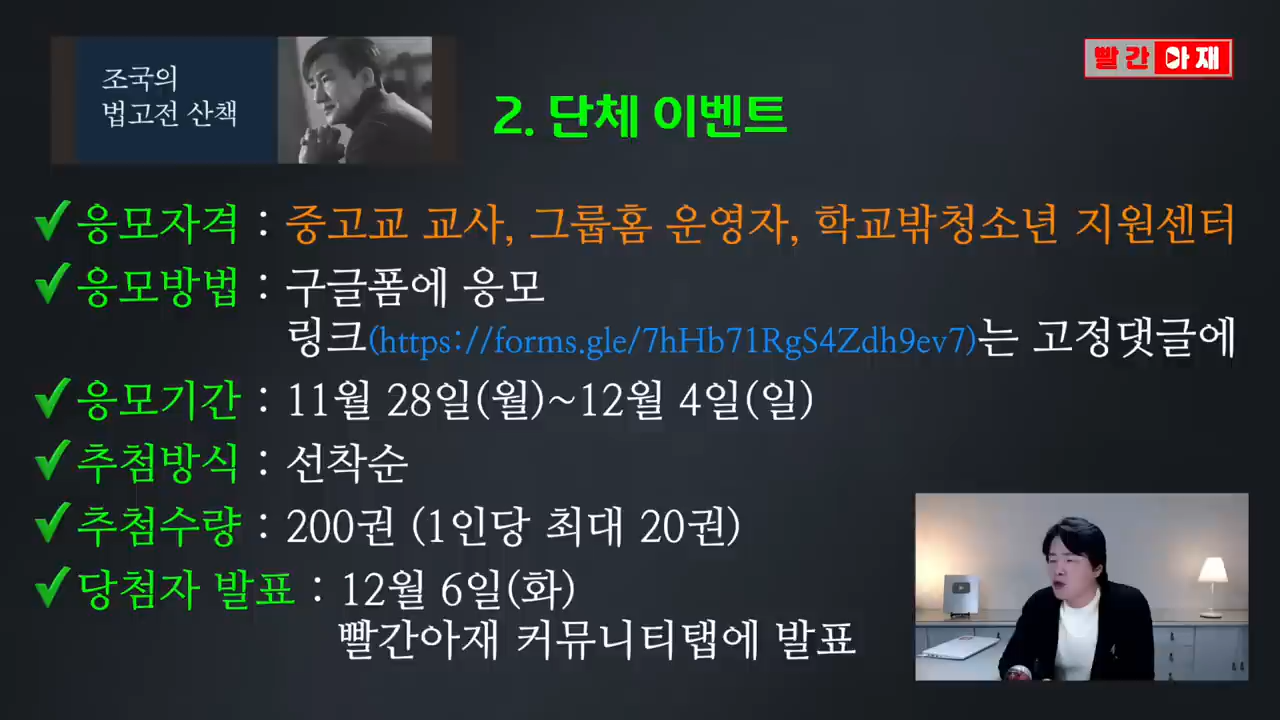 조국의
법고전 산책
빨간아재
2. 단체 이벤트
✔응모자격 : 중고교 교사, 그룹홈 운영자, 학교밖청소년 지원센터
✔응모방법 : 구글폼에 응모
링크(https://forms.gle/7hHb71RgS4Zdh9ev7)는 고정댓글에
✔응모기간 : 11월 28일(월)~12월 4일(일)
✔추첨방식 : 선착순
✔추첨수량 : 200권 (1인당 최대 20권)
✔당첨자 발표 : 12월 6일(화)
빨간아재 커뮤니티탭에 발표